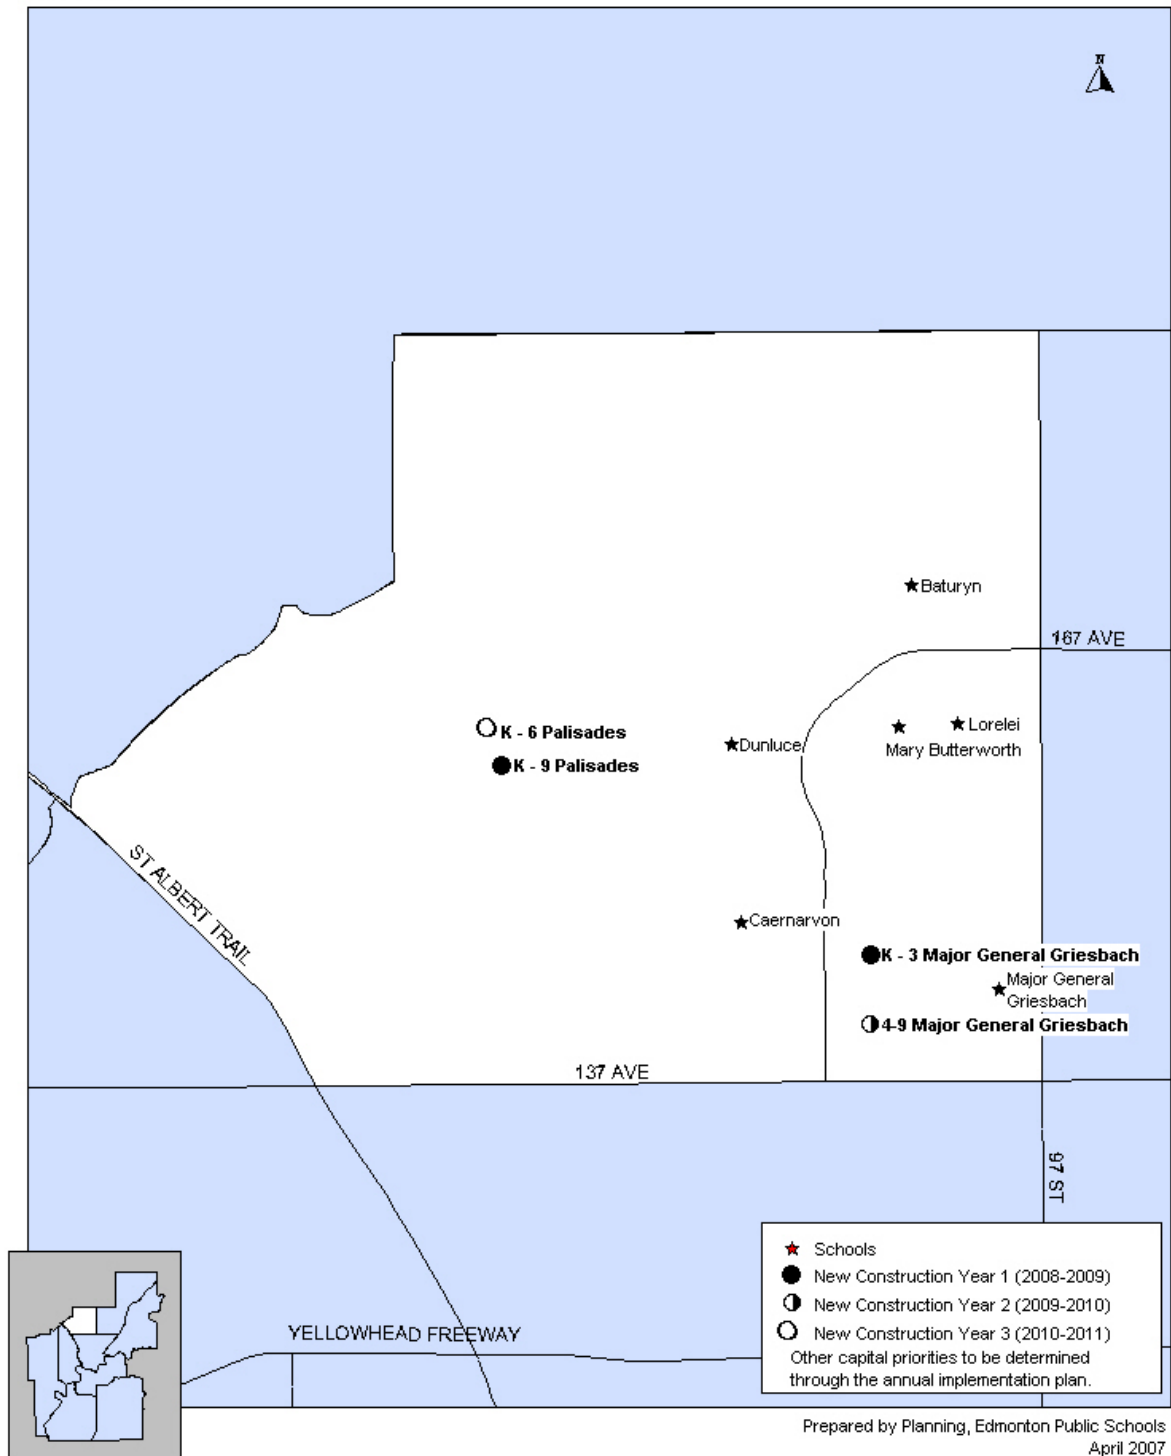 N
Baturyn
167 AVE
Lorelei
Mary Butterworth
K - 6 Palisades
Dunluce
K - 9 Palisades
ST ALBERT TRAIL
Caernarvon
K - 3 Major General Griesbach
Major General
Griesbach
4-9 Major General Griesbach
137 AVE
97 ST
Schools
New Construction Year 1 (2008-2009)
New Construction Year 2 (2009-2010)
New Construction Year 3 (2010-2011)
Other capital priorities to be determined
through the annual implementation plan.
YELLOWHEAD FREEWAY
Prepared by Planning, Edmonton Public Schools
April 2007